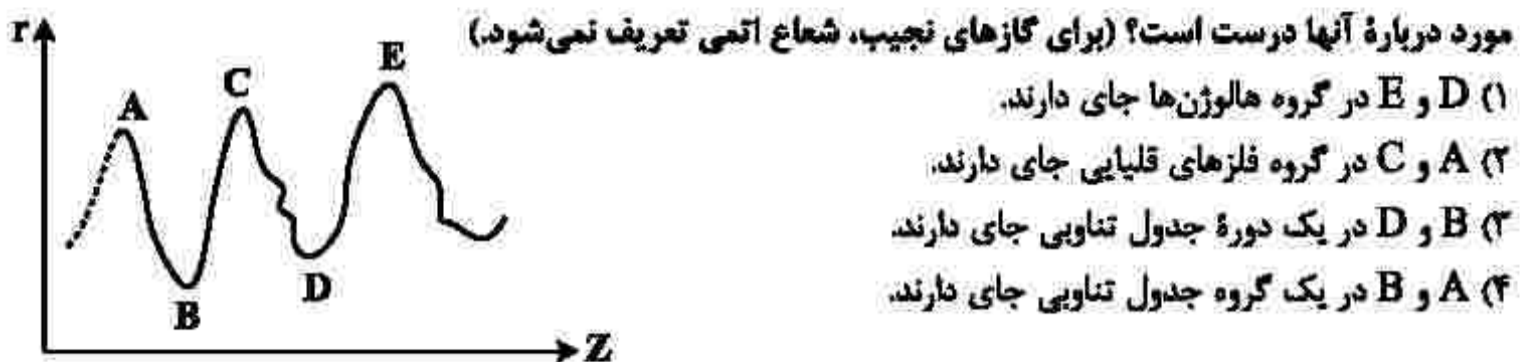 مورد دربارهٔ آنها درست است؟ (برای گازهای نجیب، شعاع اتمی تعریف نمی‌شود.)
۱) D و E در گروه هالوژن‌ها جای دارند.
۲) A و C در گروه فلزهای قلیایی جای دارند.
۳) B و D در یک دورهٔ جدول تناوبی جای دارند.
۴) A و B در یک گروه جدول تناوبی جای دارند.
r
A
C
E
B
D
Z